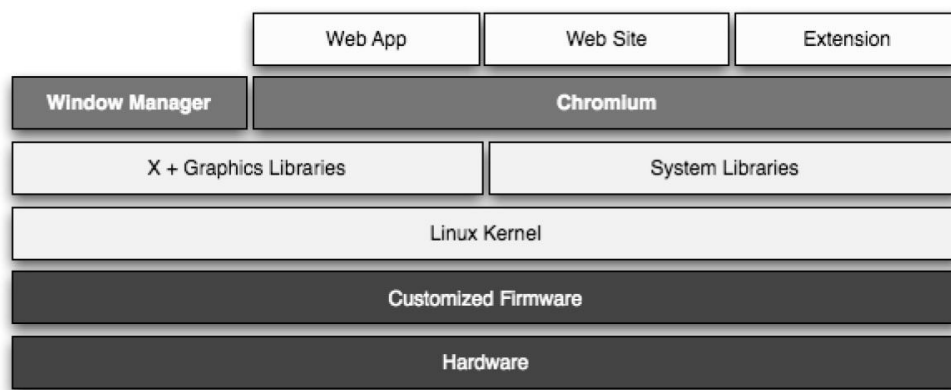 Web App
Web Site
Extension
Window Manager
Chromium
X + Graphics Libraries
System Libraries
Linux Kernel
Customized Firmware
Hardware